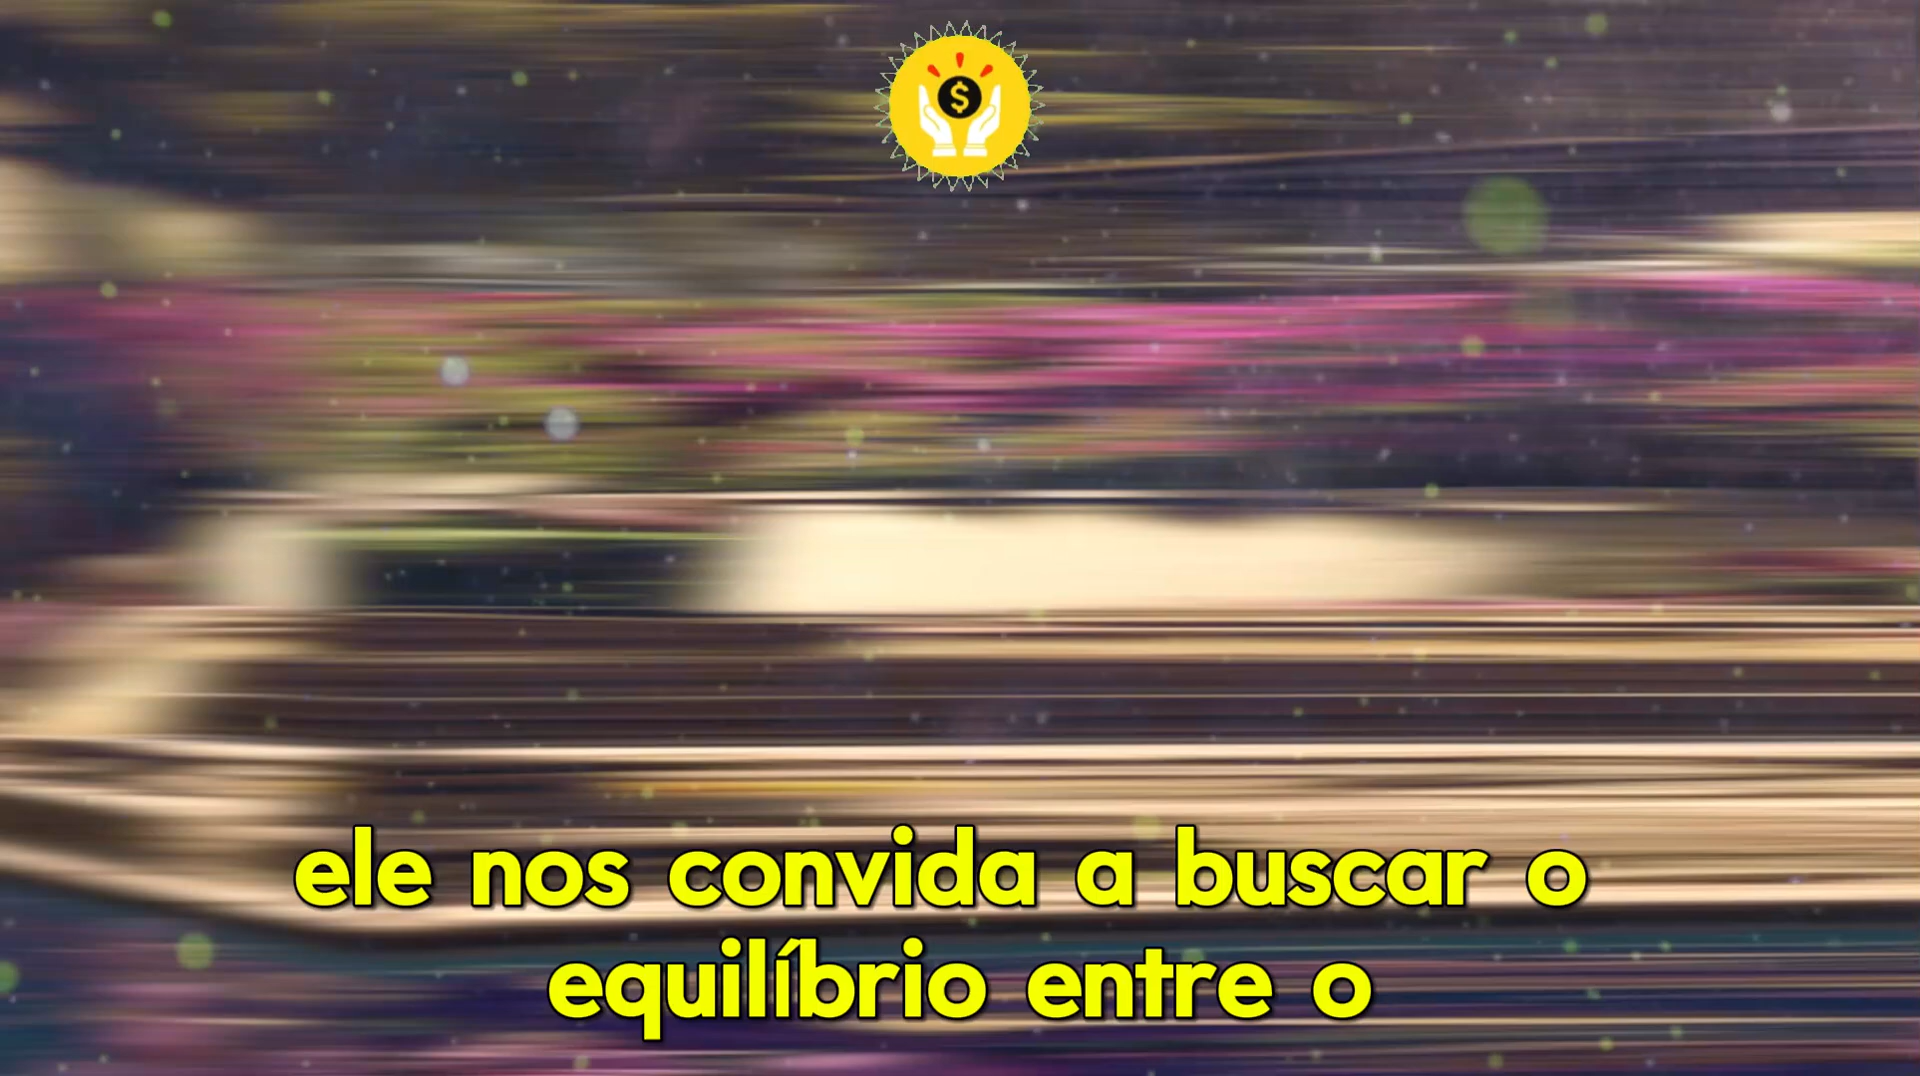 $
ele nos convida a buscar o
equilíbrio entre o